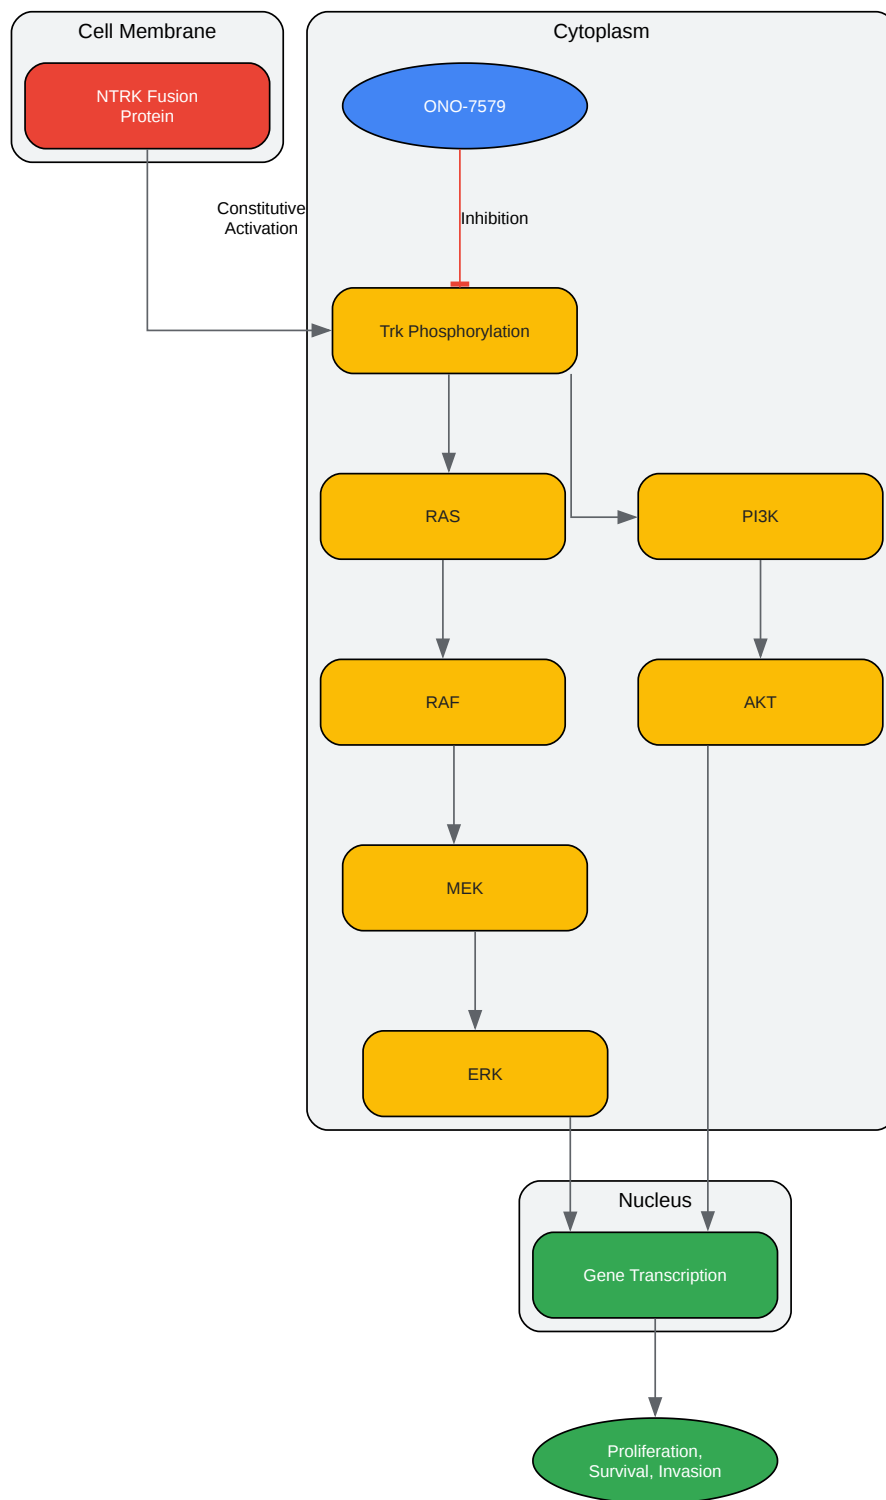 Cell Membrane
Cytoplasm
NTRK Fusion
Protein
ONO-7579
Constitutive
Activation
Inhibition
Trk Phosphorylation
RAS
PI3K
RAF
AKT
MEK
ERK
Nucleus
Gene Transcription
Proliferation,
Survival, Invasion